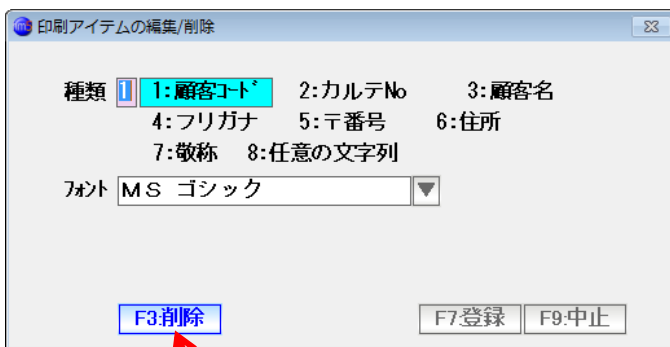 印刷アイテムの編集/削除
種類 1 1:顧客ｺｰﾄﾞ 2:カルテNo 3:顧客名
4:フリガナ 5:〒番号 6:住所
7:敬称 8:任意の文字列
ﾌｫﾝﾄ ＭＳ ゴシック
F3:削除 F7:登録 F9:中止